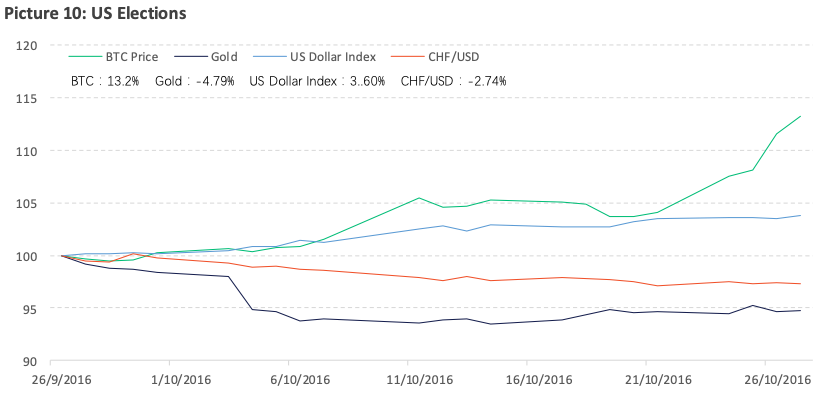 Picture 10: US Elections
120
BTC Price Gold US Dollar Index CHF/USD
BTC：13.2% Gold：-4.79% US Dollar Index：3..60% CHF/USD：-2.74%
115
110
105
100
95
90
26/9/2016 1/10/2016 6/10/2016 11/10/2016 16/10/2016 21/10/2016 26/10/2016